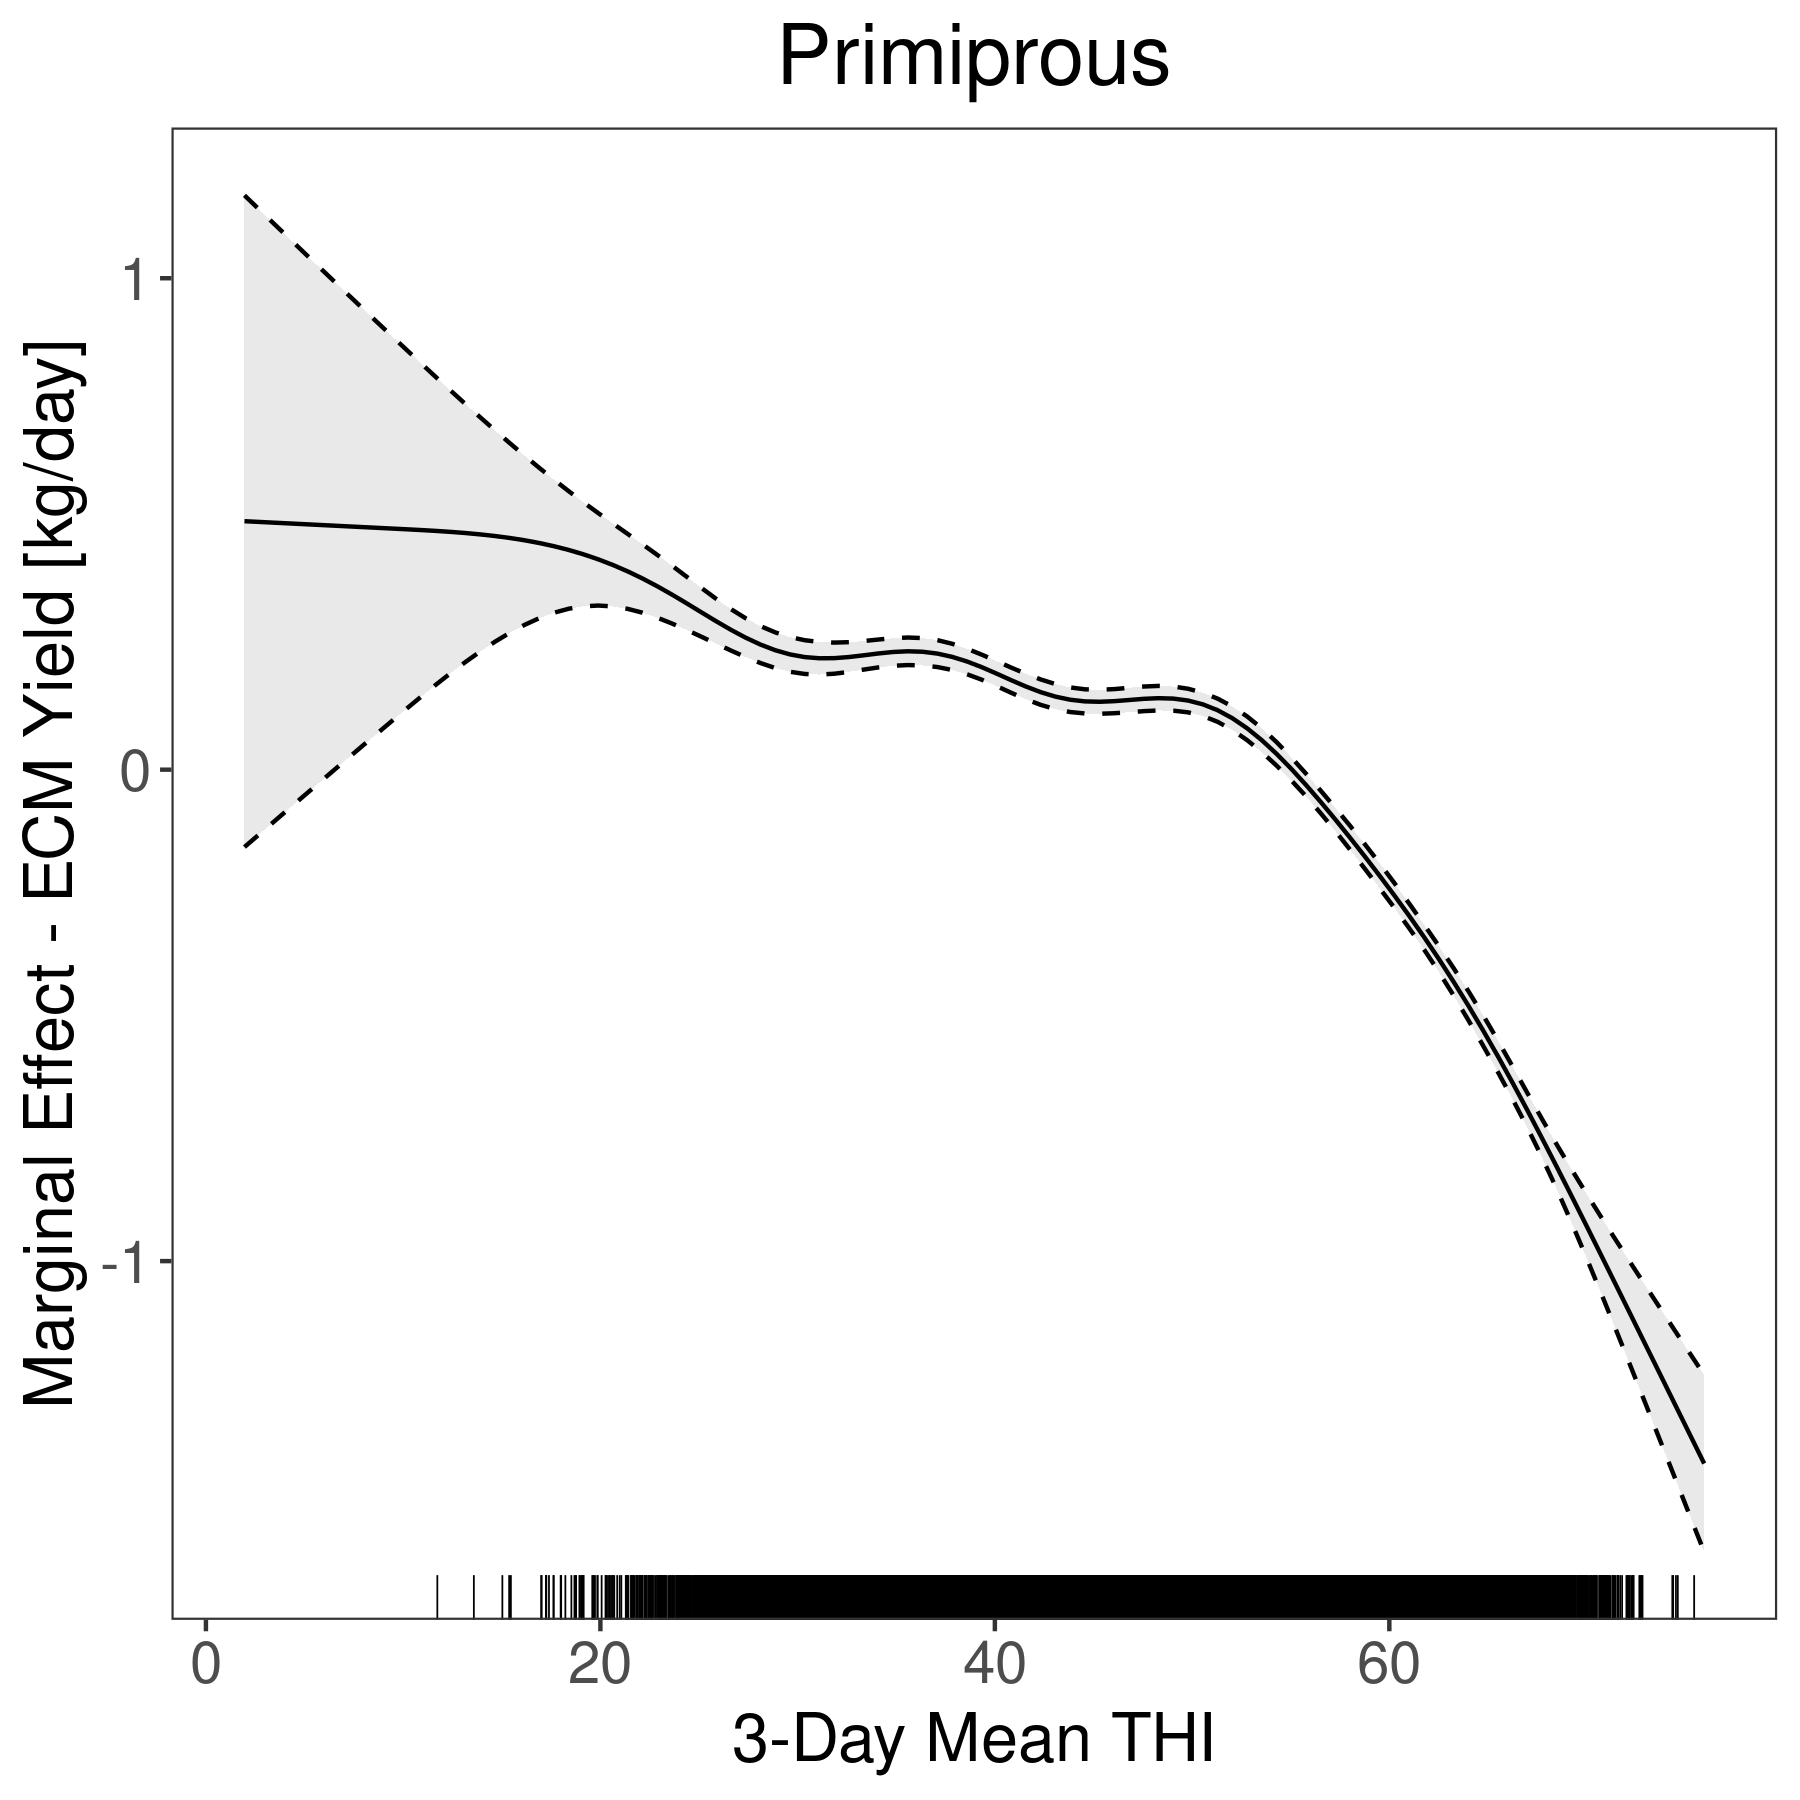 Primiprous
Marginal Effect - ECM Yield [kg/day]
1
0
-1
0 20 40 60
3-Day Mean THI